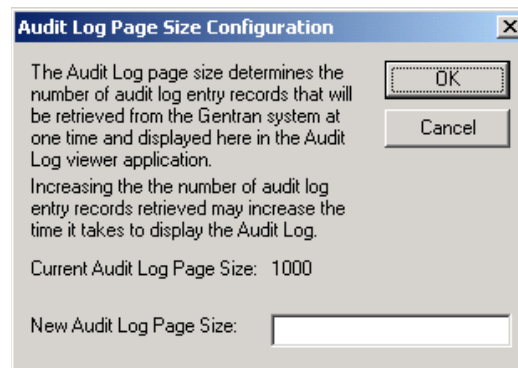 Audit Log Page Size Configuration
The Audit Log page size determines the
number of audit log entry records that will
be retrieved from the Gentran system at
one time and displayed here in the Audit
Log viewer application.
Increasing the the number of audit log
entry records retrieved may increase the
time it takes to display the Audit Log.
OK
Cancel
Current Audit Log Page Size: 1000
New Audit Log Page Size: